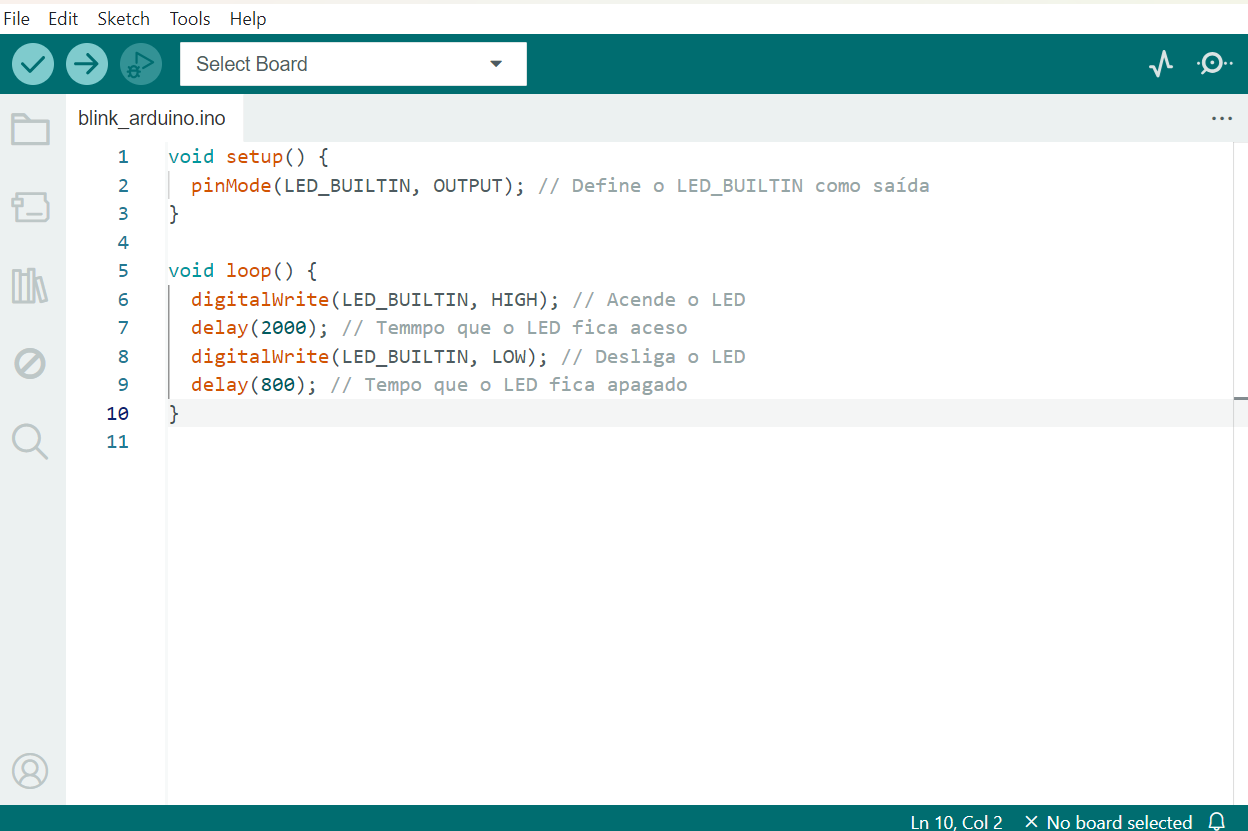 File Edit Sketch Tools Help
Select Board
blink_arduino.ino
1 void setup() {
2   pinMode(LED_BUILTIN, OUTPUT); // Define o LED_BUILTIN como saída
3 }
4
5 void loop() {
6   digitalWrite(LED_BUILTIN, HIGH); // Acende o LED
7   delay(2000); // Temmpo que o LED fica aceso
8   digitalWrite(LED_BUILTIN, LOW); // Desliga o LED
9   delay(800); // Tempo que o LED fica apagado
10 }
11
Ln 10, Col 2 × No board selected